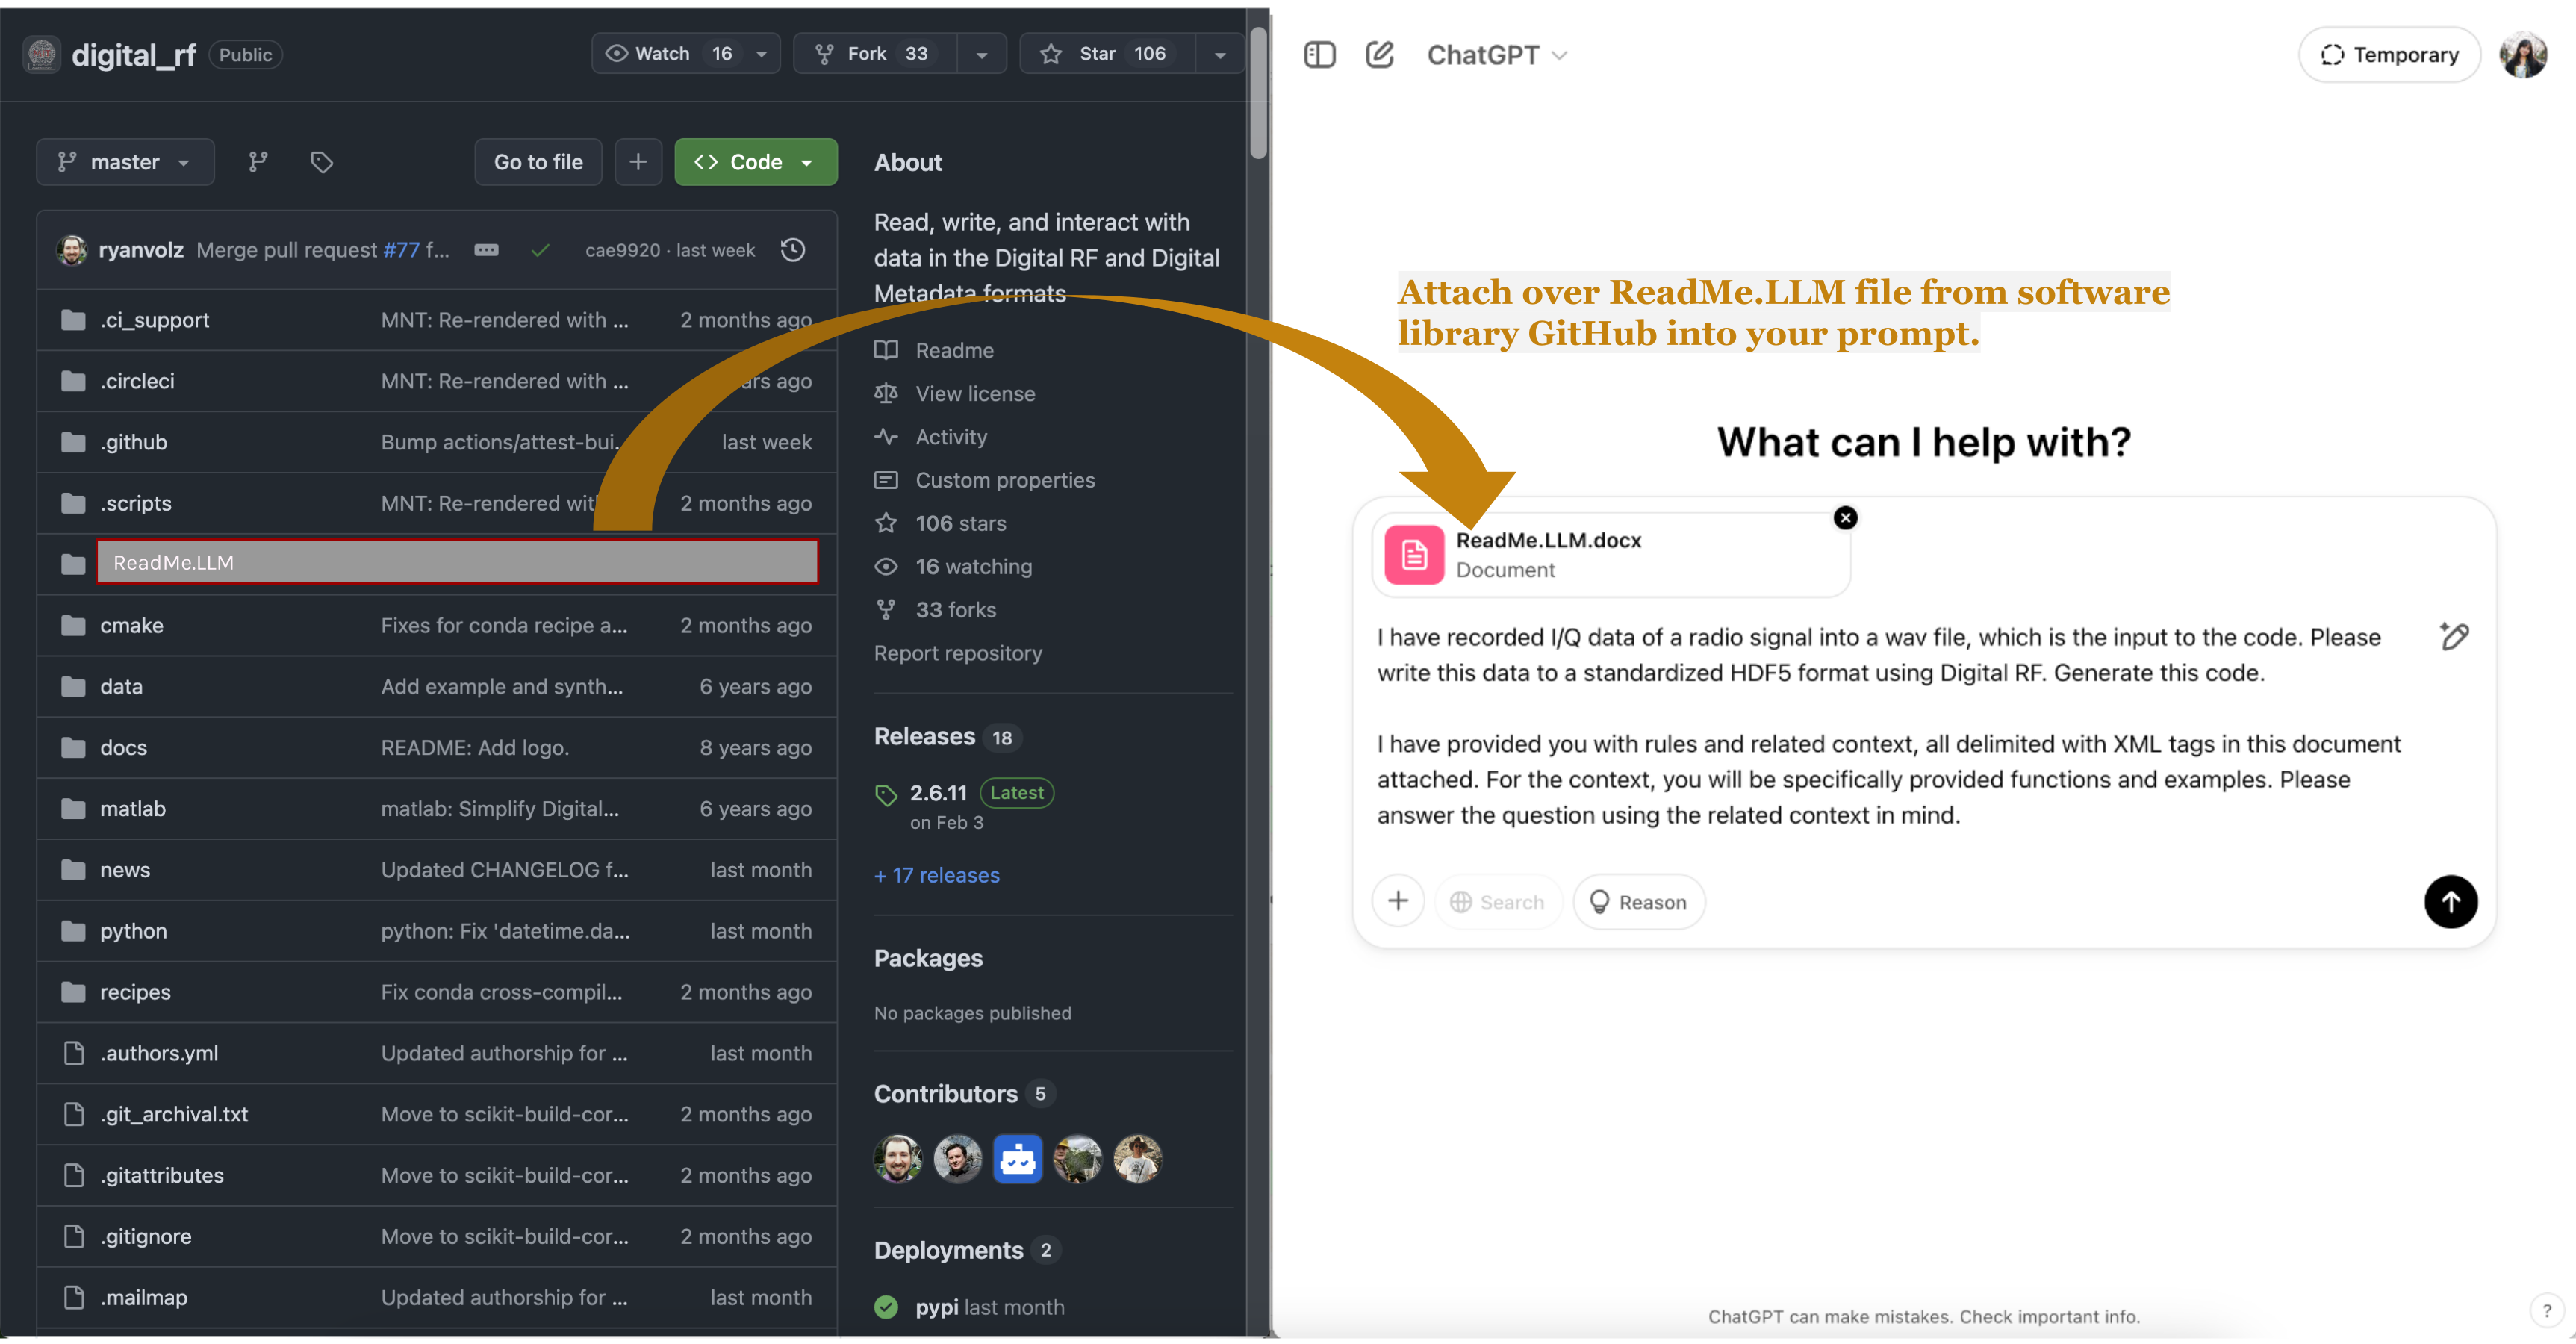 digital_rf Public Watch 16 Fork 33 Star 106
master Go to file + Code
ryanvolz Merge pull request #77 f... cae9920 · last week
.ci_support MNT: Re-rendered with ... 2 months ago
.circleci MNT: Re-rendered with ... ago
.github Bump actions/attest-bui. last week
.scripts MNT: Re-rendered 2 months ago
ReadMe.LLM
cmake Fixes for conda recipe a... 2 months ago
data Add example and synth... 6 years ago
docs README: Add logo. 8 years ago
matlab matlab: Simplify Digital... 6 years ago
news Updated CHANGELOG f... last month
python python: Fix 'datetime.da... last month
recipes Fix conda cross-compil... 2 months ago
.authors.yml Updated authorship for ... last month
.git_archival.txt Move to scikit-build-cor... 2 months ago
.gitattributes Move to scikit-build-cor... 2 months ago
.gitignore Move to scikit-build-cor... 2 months ago
.mailmap Updated authorship for ... last month
About
Read, write, and interact with
data in the Digital RF and Digital
Metadata formats
Readme
View license
Activity
Custom properties
106 stars
16 watching
33 forks
Report repository
Releases 18
2.6.11 Latest
on Feb 3
+ 17 releases
Packages
No packages published
Contributors 5
Deployments 2
pypi last month
ChatGPT Temporary
Attach over ReadMe.LLM file from software
library GitHub into your prompt.
What can I help with?
ReadMe.LLM.docx
Document
I have recorded I/Q data of a radio signal into a wav file, which is the input to the code. Please
write this data to a standardized HDF5 format using Digital RF. Generate this code.
I have provided you with rules and related context, all delimited with XML tags in this document
attached. For the context, you will be specifically provided functions and examples. Please
answer the question using the related context in mind.
+ Search Reason
ChatGPT can make mistakes. Check important info. ?